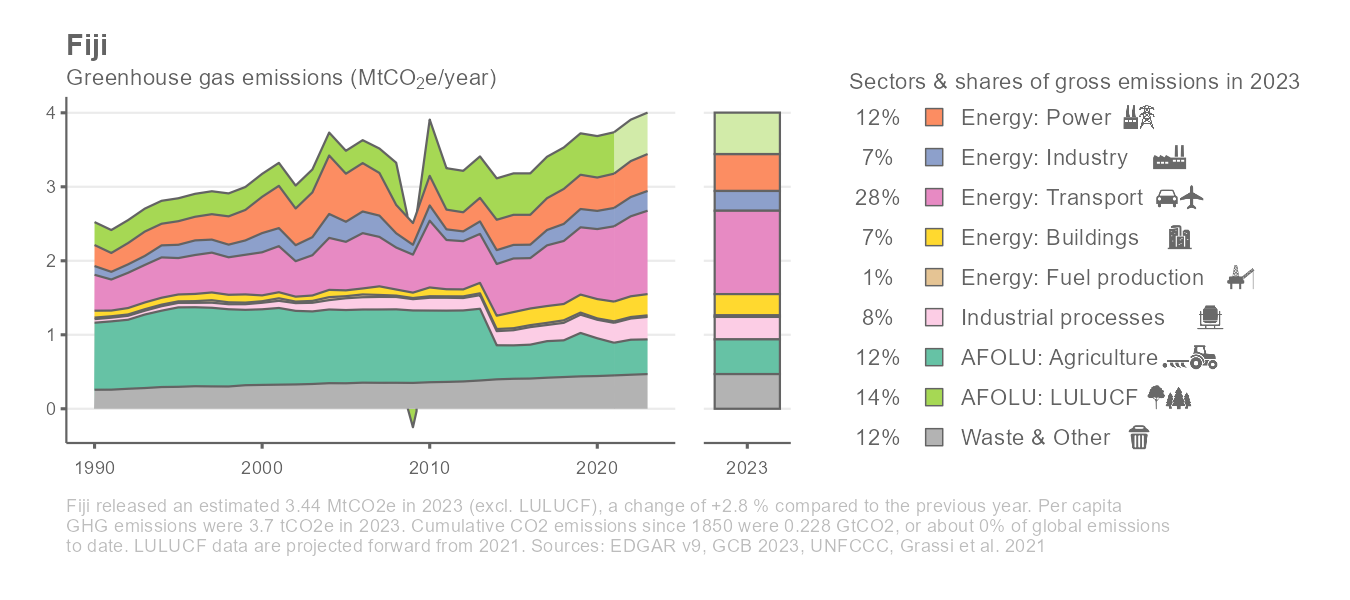 Fiji
Greenhouse gas emissions (MtCO₂e/year)
4
3
2
1
0
1990
2000
2010
2020
2023
Sectors & shares of gross emissions in 2023
12% Energy: Power
7% Energy: Industry
28% Energy: Transport
7% Energy: Buildings
1% Energy: Fuel production
8% Industrial processes
12% AFOLU: Agriculture
14% AFOLU: LULUCF
12% Waste & Other
Fiji released an estimated 3.44 MtCO2e in 2023 (excl. LULUCF), a change of +2.8 % compared to the previous year. Per capita
GHG emissions were 3.7 tCO2e in 2023. Cumulative CO2 emissions since 1850 were 0.228 GtCO2, or about 0% of global emissions
to date. LULUCF data are projected forward from 2021. Sources: EDGAR v9, GCB 2023, UNFCCC, Grassi et al. 2021